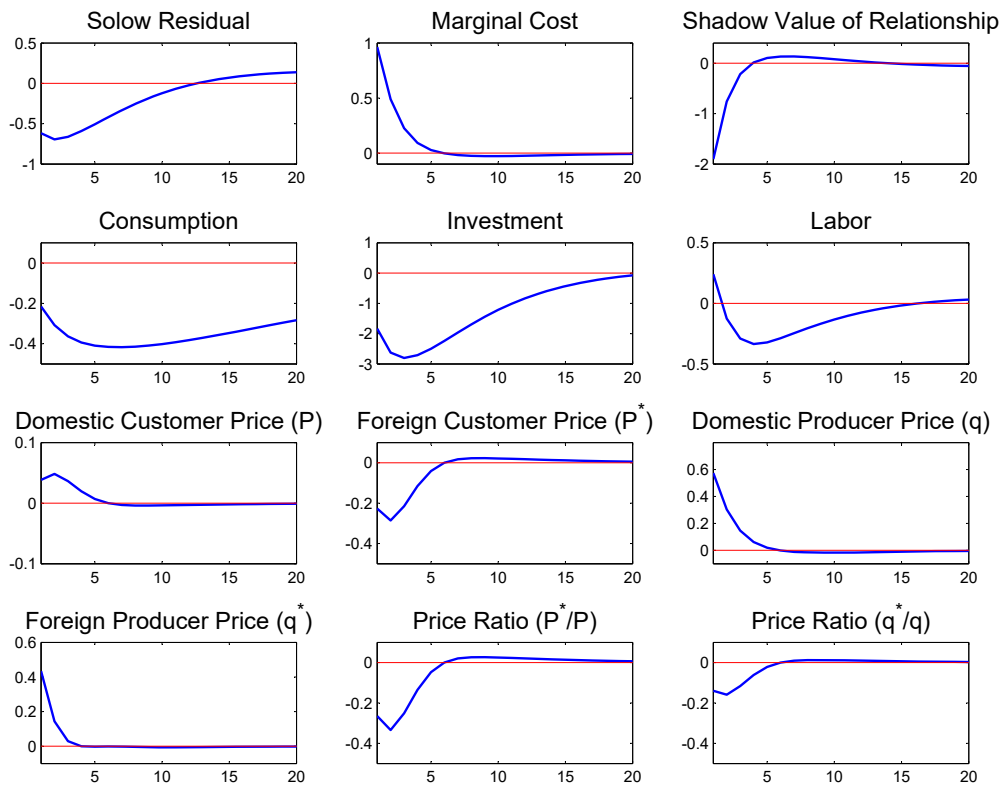 Solow Residual
0.5
0
-0.5
-1
5 10 15 20
Marginal Cost
1
0.5
0
5 10 15 20
Shadow Value of Relationship
0
-1
-2
5 10 15 20
Consumption
0
-0.2
-0.4
5 10 15 20
Investment
1
0
-1
-2
-3
5 10 15 20
Labor
0.5
0
-0.5
5 10 15 20
Domestic Customer Price (P)
0.1
0
-0.1
5 10 15 20
Foreign Customer Price (P*)
0
-0.2
-0.4
5 10 15 20
Domestic Producer Price (q)
0.6
0.4
0.2
0
5 10 15 20
Foreign Producer Price (q*)
0.6
0.4
0.2
0
5 10 15 20
Price Ratio (P*/P)
0
-0.2
-0.4
5 10 15 20
Price Ratio (q*/q)
0
-0.2
-0.4
5 10 15 20